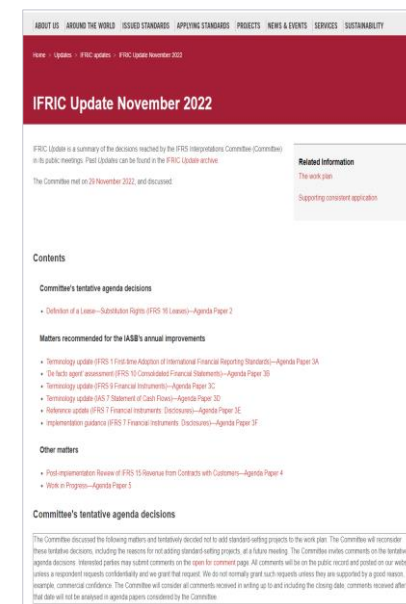 ABOUT US AROUND THE WORLD ISSUED STANDARDS APPLYING STANDARDS PROJECTS NEWS & EVENTS SERVICES SUSTAINABILITY
Home > Updates > IFRIC updates > IFRIC Update November 2022
IFRIC Update November 2022
IFRIC Update is a summary of the decisions reached by the IFRS Interpretations Committee (Committee)
in its public meetings. Past Updates can be found in the IFRIC Update archive.
The Committee met on 29 November 2022, and discussed:
Related Information
The work plan
Supporting consistent application
Contents
Committee's tentative agenda decisions
• Definition of a Lease—Substitution Rights (IFRS 16 Leases)—Agenda Paper 2
Matters recommended for the IASB's annual improvements
• Terminology update (IFRS 1 First-time Adoption of International Financial Reporting Standards)—Agenda Paper 3A
• 'De facto agent' assessment (IFRS 10 Consolidated Financial Statements)—Agenda Paper 3B
• Terminology update (IFRS 9 Financial Instruments)—Agenda Paper 3C
• Terminology update (IAS 7 Statement of Cash Flows)—Agenda Paper 3D
• Reference update (IFRS 7 Financial Instruments: Disclosures)—Agenda Paper 3E
• Implementation guidance (IFRS 7 Financial Instruments: Disclosures)—Agenda Paper 3F
Other matters
• Post-implementation Review of IFRS 15 Revenue from Contracts with Customers—Agenda Paper 4
• Work in Progress—Agenda Paper 5
Committee's tentative agenda decisions
The Committee discussed the following matters and tentatively decided not to add standard-setting projects to the work plan. The Committee will reconsider
these tentative decisions, including the reasons for not adding standard-setting projects, at a future meeting. The Committee invites comments on the tentative
agenda decisions. Interested parties may submit comments on the open for comment page. All comments will be on the public record and posted on our
unless a respondent requests confidentiality and we grant that request. We do not normally grant such requests unless they are supported by a good reason,
example, commercial confidence. The Committee will consider all comments received in writing up to and including the closing date; comments received after
that date will not be analysed in agenda papers considered by the Committee.